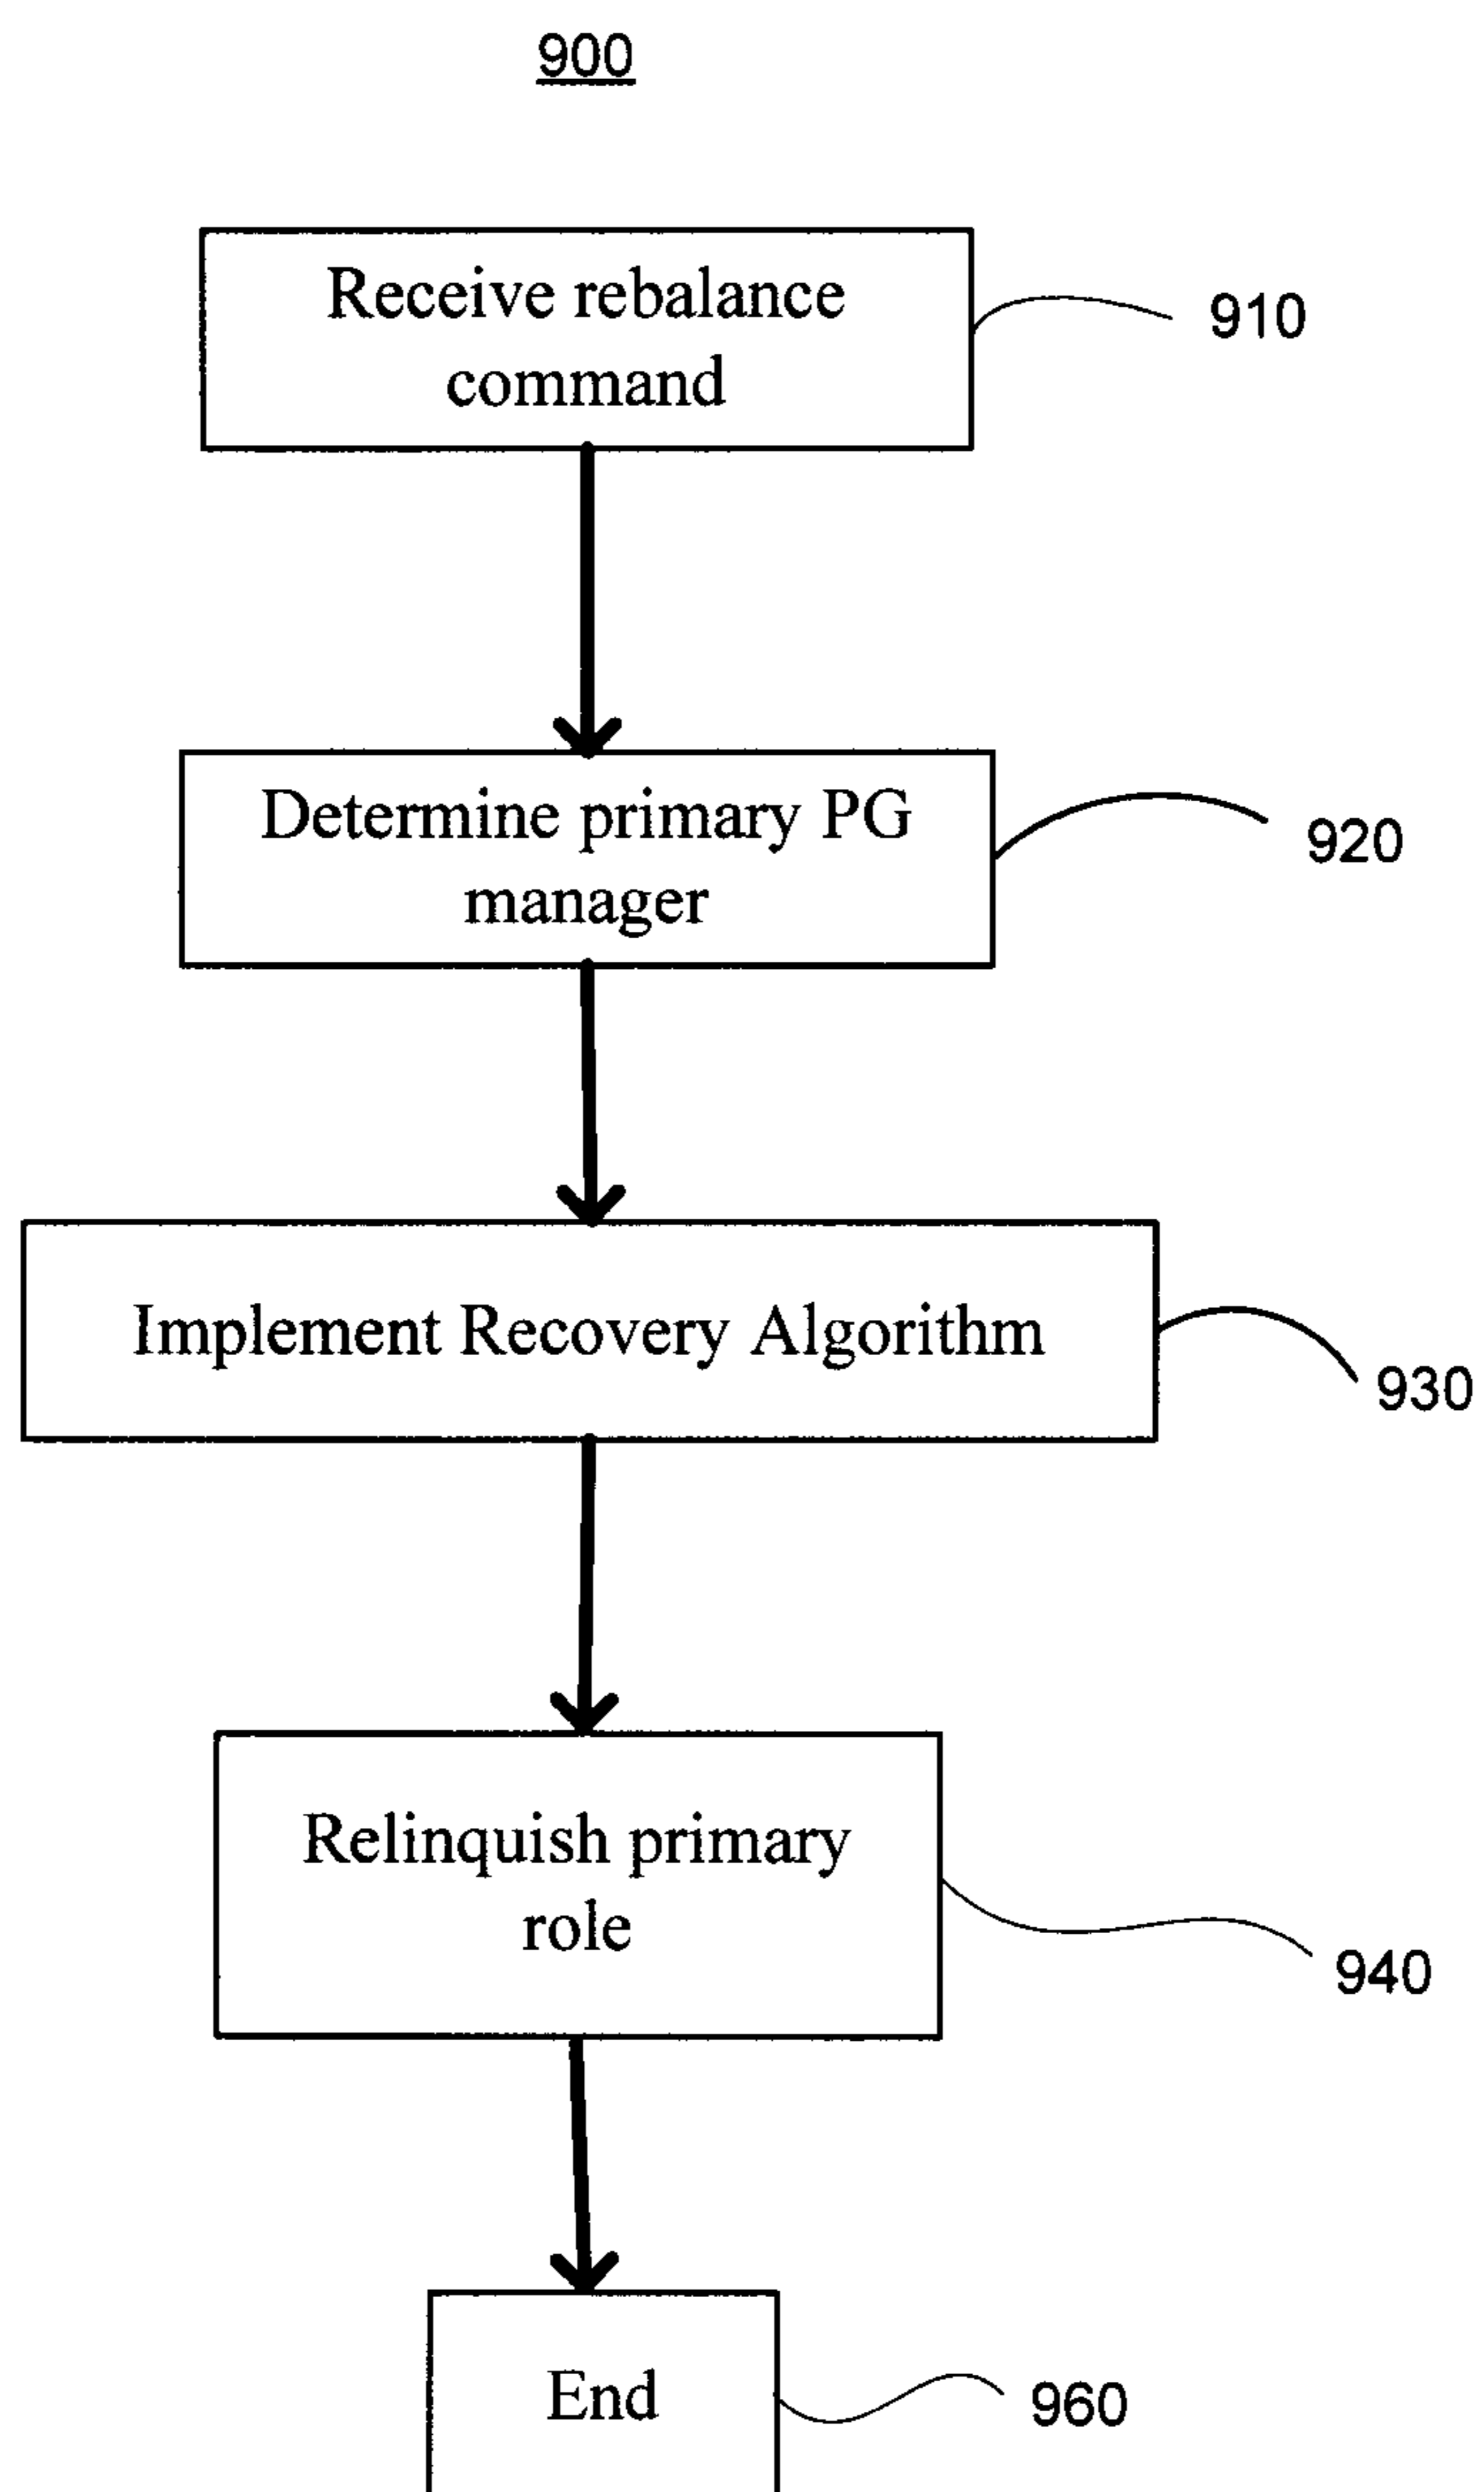 900
Receive rebalance
command
910
Determine primary PG
manager
920
Implement Recovery Algorithm
930
Relinquish primary
role
940
End
960